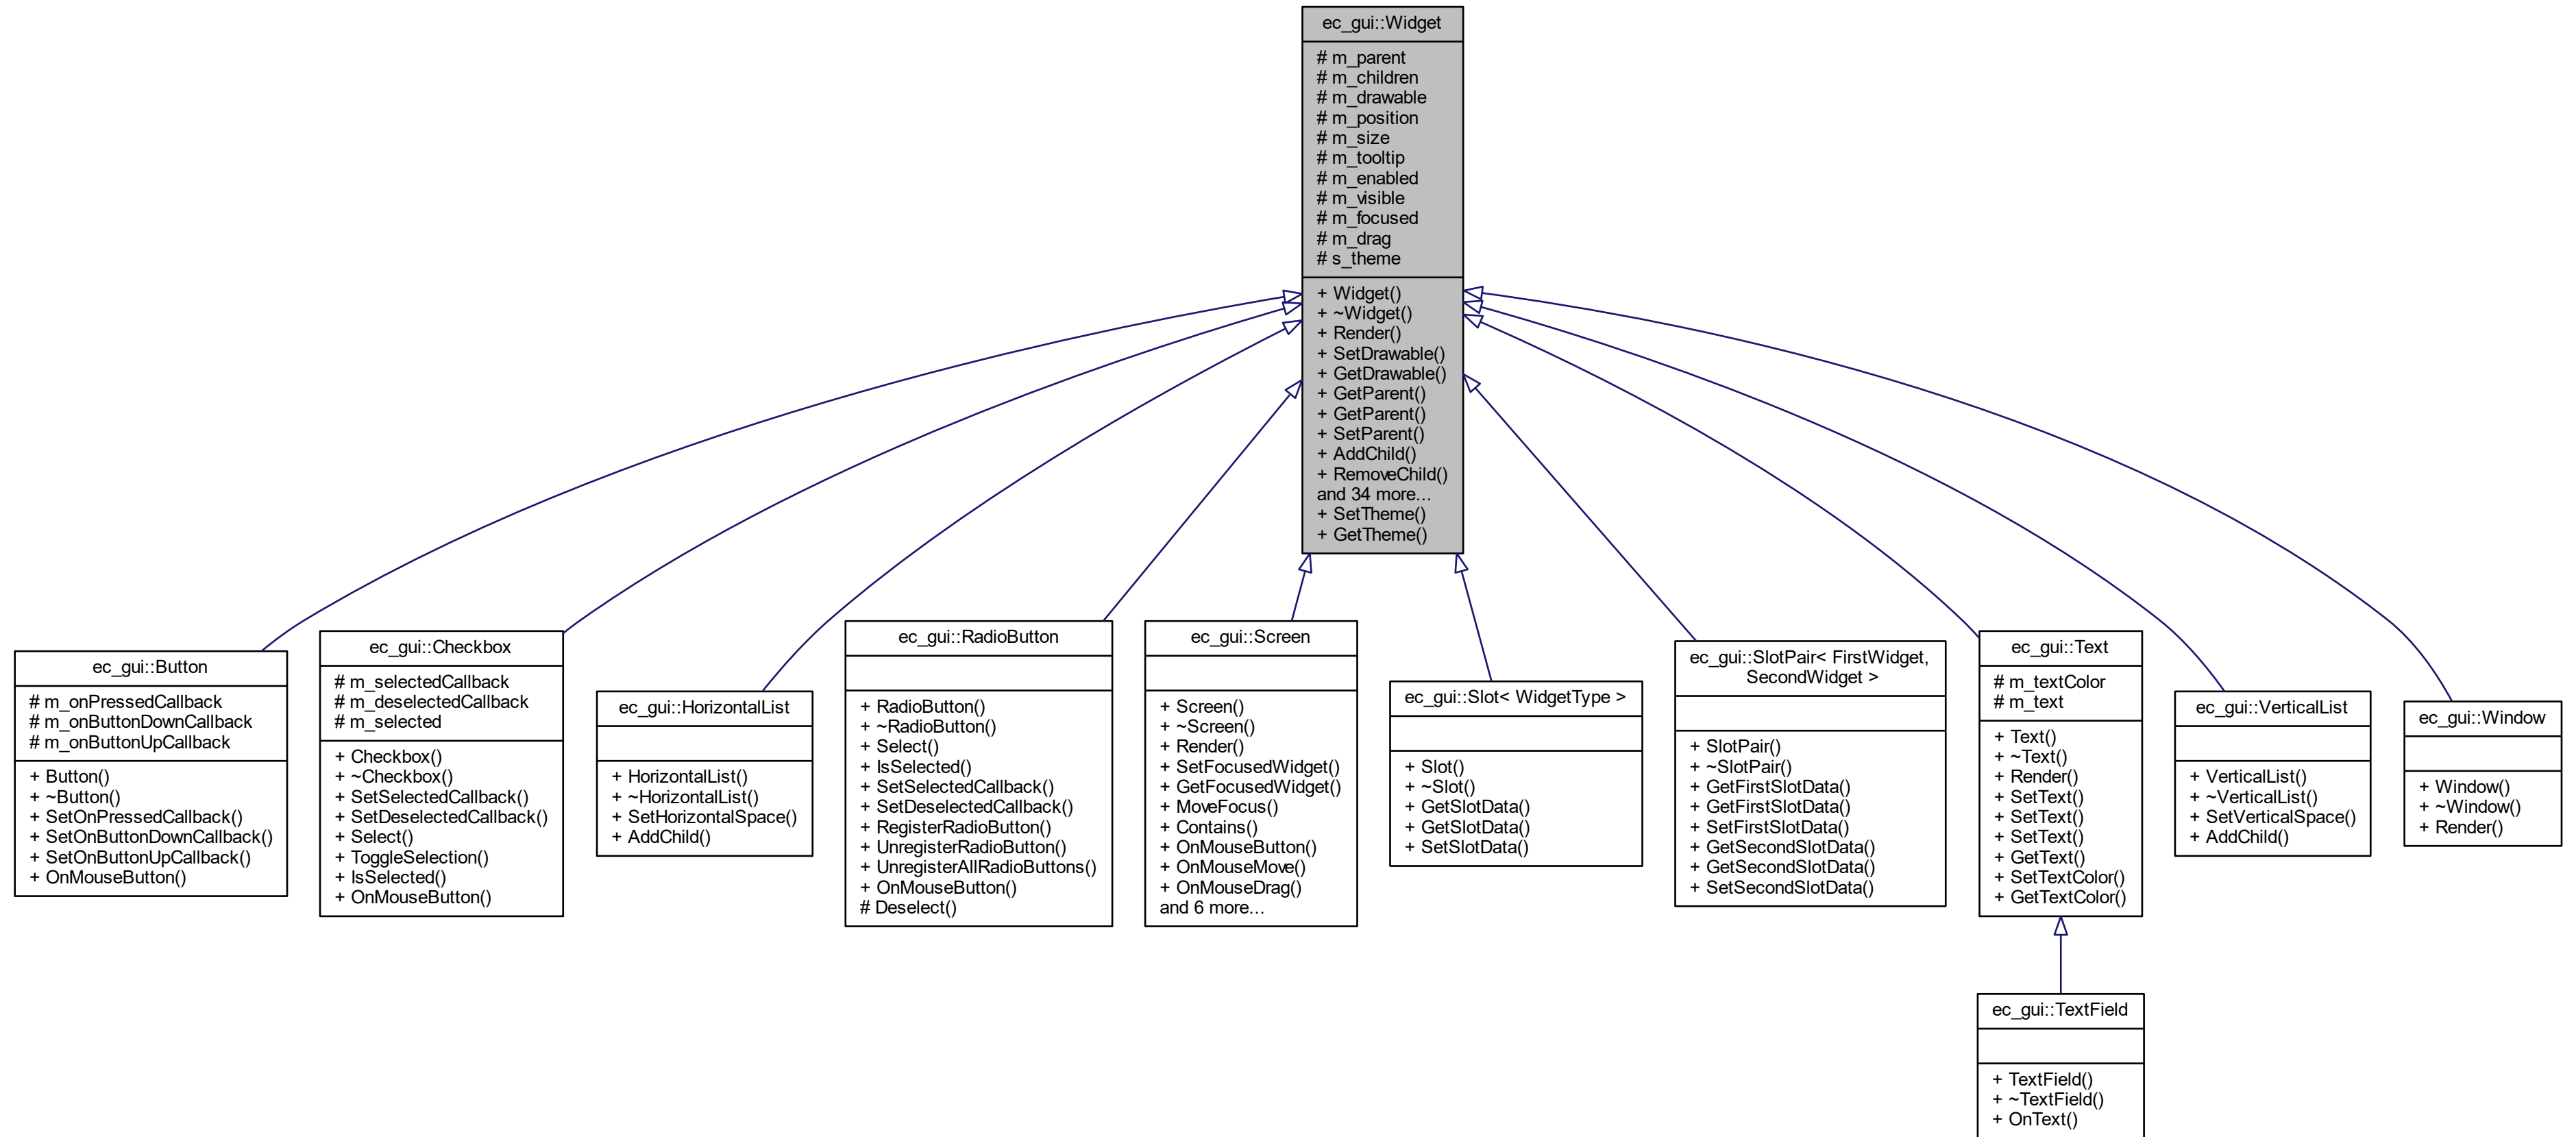 ec_gui::Widget
# m_parent
# m_children
# m_drawable
# m_position
# m_size
# m_tooltip
# m_enabled
# m_visible
# m_focused
# m_drag
# s_theme
+ Widget()
+ ~Widget()
+ Render()
+ SetDrawable()
+ GetDrawable()
+ GetParent()
+ GetParent()
+ SetParent()
+ AddChild()
+ RemoveChild()
and 34 more...
+ SetTheme()
+ GetTheme()
ec_gui::Button
# m_onPressedCallback
# m_onButtonDownCallback
# m_onButtonUpCallback
+ Button()
+ ~Button()
+ SetOnPressedCallback()
+ SetOnButtonDownCallback()
+ SetOnButtonUpCallback()
+ OnMouseButton()
ec_gui::Checkbox
# m_selectedCallback
# m_deselectedCallback
# m_selected
+ Checkbox()
+ ~Checkbox()
+ SetSelectedCallback()
+ SetDeselectedCallback()
+ Select()
+ ToggleSelection()
+ IsSelected()
+ OnMouseButton()
ec_gui::HorizontalList
+ HorizontalList()
+ ~HorizontalList()
+ SetHorizontalSpace()
+ AddChild()
ec_gui::RadioButton
+ RadioButton()
+ ~RadioButton()
+ Select()
+ IsSelected()
+ SetSelectedCallback()
+ SetDeselectedCallback()
+ RegisterRadioButton()
+ UnregisterRadioButton()
+ UnregisterAllRadioButtons()
+ OnMouseButton()
# Deselect()
ec_gui::Screen
+ Screen()
+ ~Screen()
+ Render()
+ SetFocusedWidget()
+ GetFocusedWidget()
+ MoveFocus()
+ Contains()
+ OnMouseButton()
+ OnMouseMove()
+ OnMouseDrag()
and 6 more...
ec_gui::Slot< WidgetType >
+ Slot()
+ ~Slot()
+ GetSlotData()
+ GetSlotData()
+ SetSlotData()
ec_gui::SlotPair< FirstWidget,
SecondWidget >
+ SlotPair()
+ ~SlotPair()
+ GetFirstSlotData()
+ GetFirstSlotData()
+ SetFirstSlotData()
+ GetSecondSlotData()
+ GetSecondSlotData()
+ SetSecondSlotData()
ec_gui::Text
# m_textColor
# m_text
+ Text()
+ ~Text()
+ Render()
+ SetText()
+ SetText()
+ SetText()
+ GetText()
+ SetTextColor()
+ GetTextColor()
ec_gui::VerticalList
+ VerticalList()
+ ~VerticalList()
+ SetVerticalSpace()
+ AddChild()
ec_gui::Window
+ Window()
+ ~Window()
+ Render()
ec_gui::TextField
+ TextField()
+ ~TextField()
+ OnText()